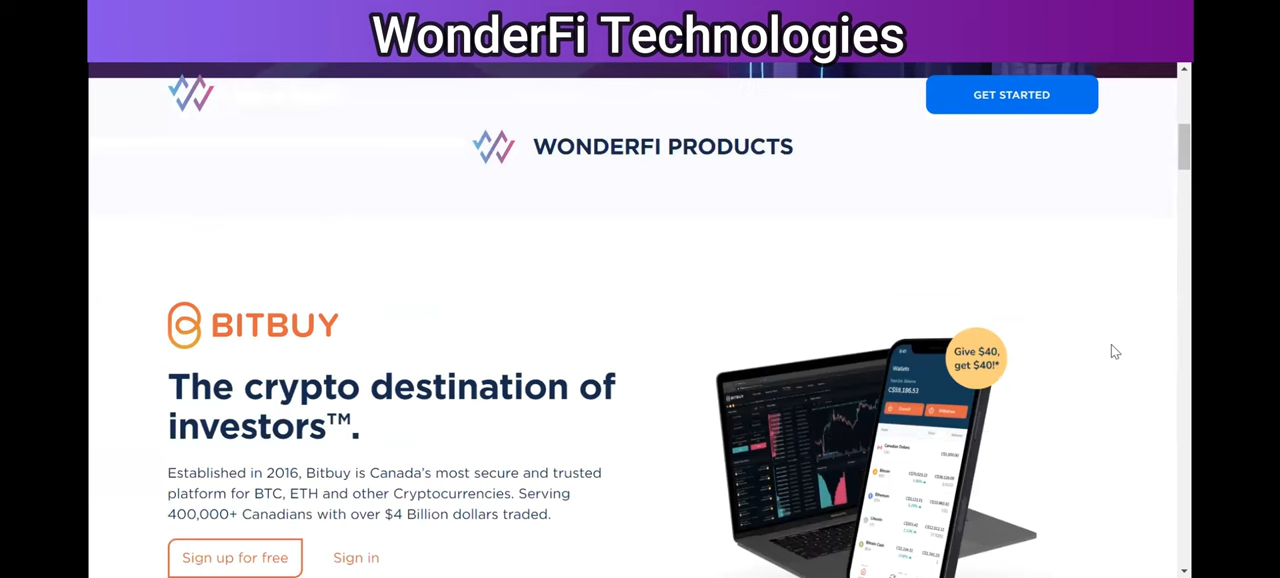 WonderFi Technologies
GET STARTED
WONDERFI PRODUCTS
BITBUY
Give $40,
get $40!*
The crypto destination of
investors™.
Wallets
Established in 2016, Bitbuy is Canada's most secure and trusted
platform for BTC, ETH and other Cryptocurrencies. Serving
400,000+ Canadians with over $4 Billion dollars traded.
Sign up for free
Sign in